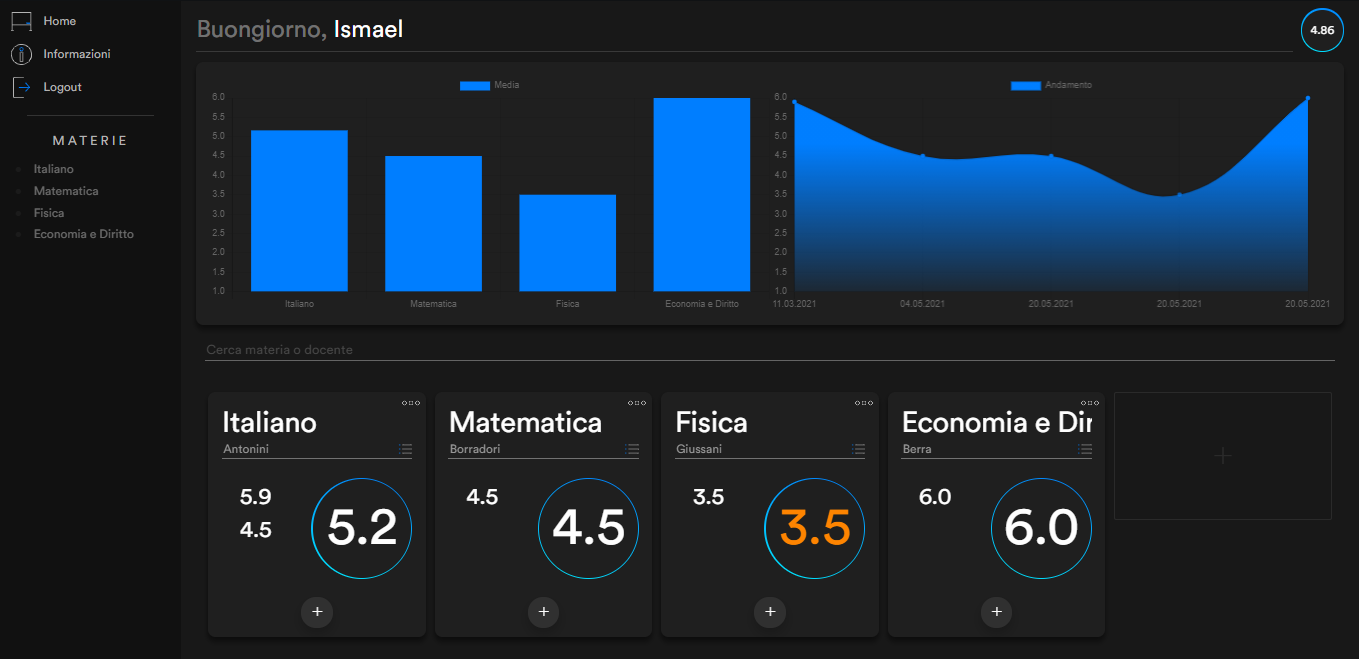 Home
Informazioni
Logout
MATERIE
Italiano
Matematica
Fisica
Economia e Diritto
Buongiorno, Ismael
4.86
Media
6.0
5.5
5.0
4.5
4.0
3.5
3.0
2.5
2.0
1.5
1.0
Italiano Matematica Fisica Economia e Diritto
Andamento
6.0
5.5
5.0
4.5
4.0
3.5
3.0
2.5
2.0
1.5
1.0
11.03.2021 04.05.2021 20.05.2021 20.05.2021 20.05.2021
Cerca materia o docente
Italiano
Antonini
5.9
4.5
5.2
+
Matematica
Borradori
4.5
4.5
+
Fisica
Giussani
3.5
3.5
+
Economia e Dir
Berra
6.0
6.0
+
+